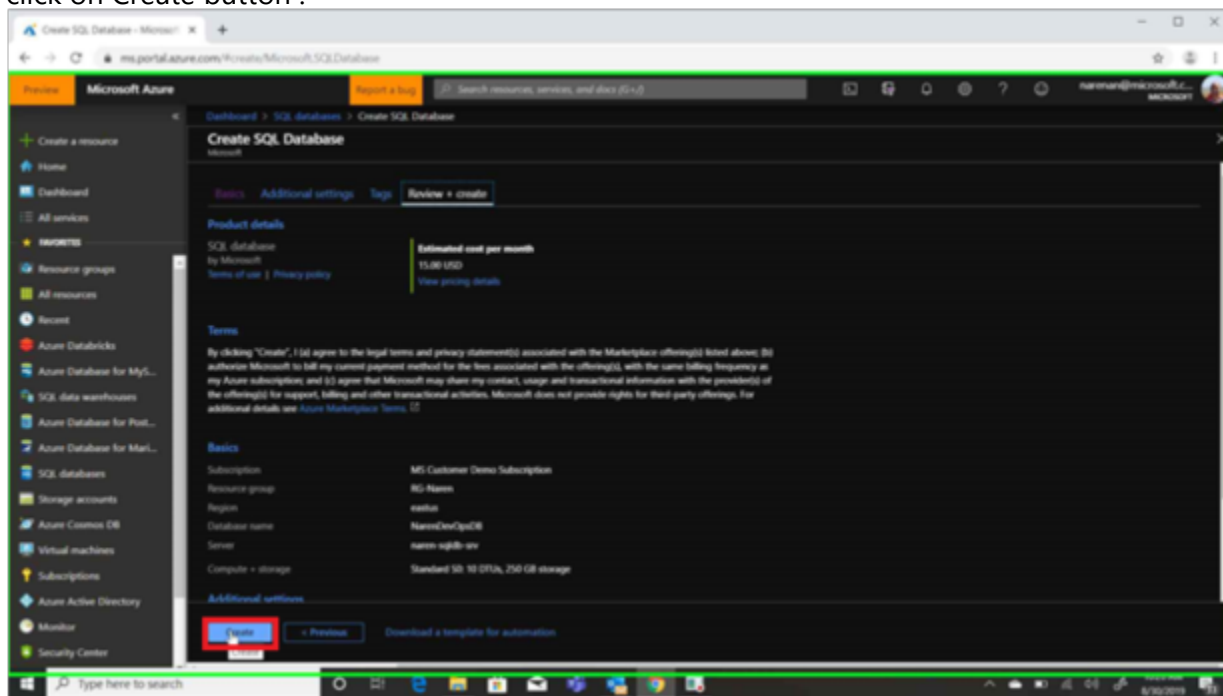 click on Create button .
Create SQL Database - Microsoft
ms.portal.azure.com/#create/Microsoft.SQLDatabase
Preview Microsoft Azure Report a bug Search resources, services, and docs (G+/) narenan@microsoft.c...
MICROSOFT
Dashboard > SQL databases > Create SQL Database
Create SQL Database
Microsoft
Create a resource
Home
Dashboard
All services
FAVORITES
Resource groups
All resources
Recent
Azure Databricks
Azure Database for MyS...
SQL data warehouses
Azure Database for Post...
Azure Database for Mari...
SQL databases
Storage accounts
Azure Cosmos DB
Virtual machines
Subscriptions
Azure Active Directory
Monitor
Security Center
Basics Additional settings Tags Review + create
Product details
SQL database
by Microsoft
Terms of use | Privacy policy
Estimated cost per month
15.00 USD
View pricing details
Terms
By clicking "Create", I (a) agree to the legal terms and privacy statement(s) associated with the Marketplace offering(s) listed above; (b)
authorize Microsoft to bill my current payment method for the fees associated with the offering(s), with the same billing frequency as
my Azure subscription; and (c) agree that Microsoft may share my contact, usage and transactional information with the provider(s) of
the offering(s) for support, billing and other transactional activities. Microsoft does not provide rights for third-party offerings. For
additional details see Azure Marketplace Terms.
Basics
Subscription MS Customer Demo Subscription
Resource group RG-Naren
Region eastus
Database name NarenDevOpsDB
Server naren-sqldb-srv
Compute + storage Standard S0: 10 DTUs, 250 GB storage
Additional settings
Create < Previous Download a template for automation
Create
Type here to search